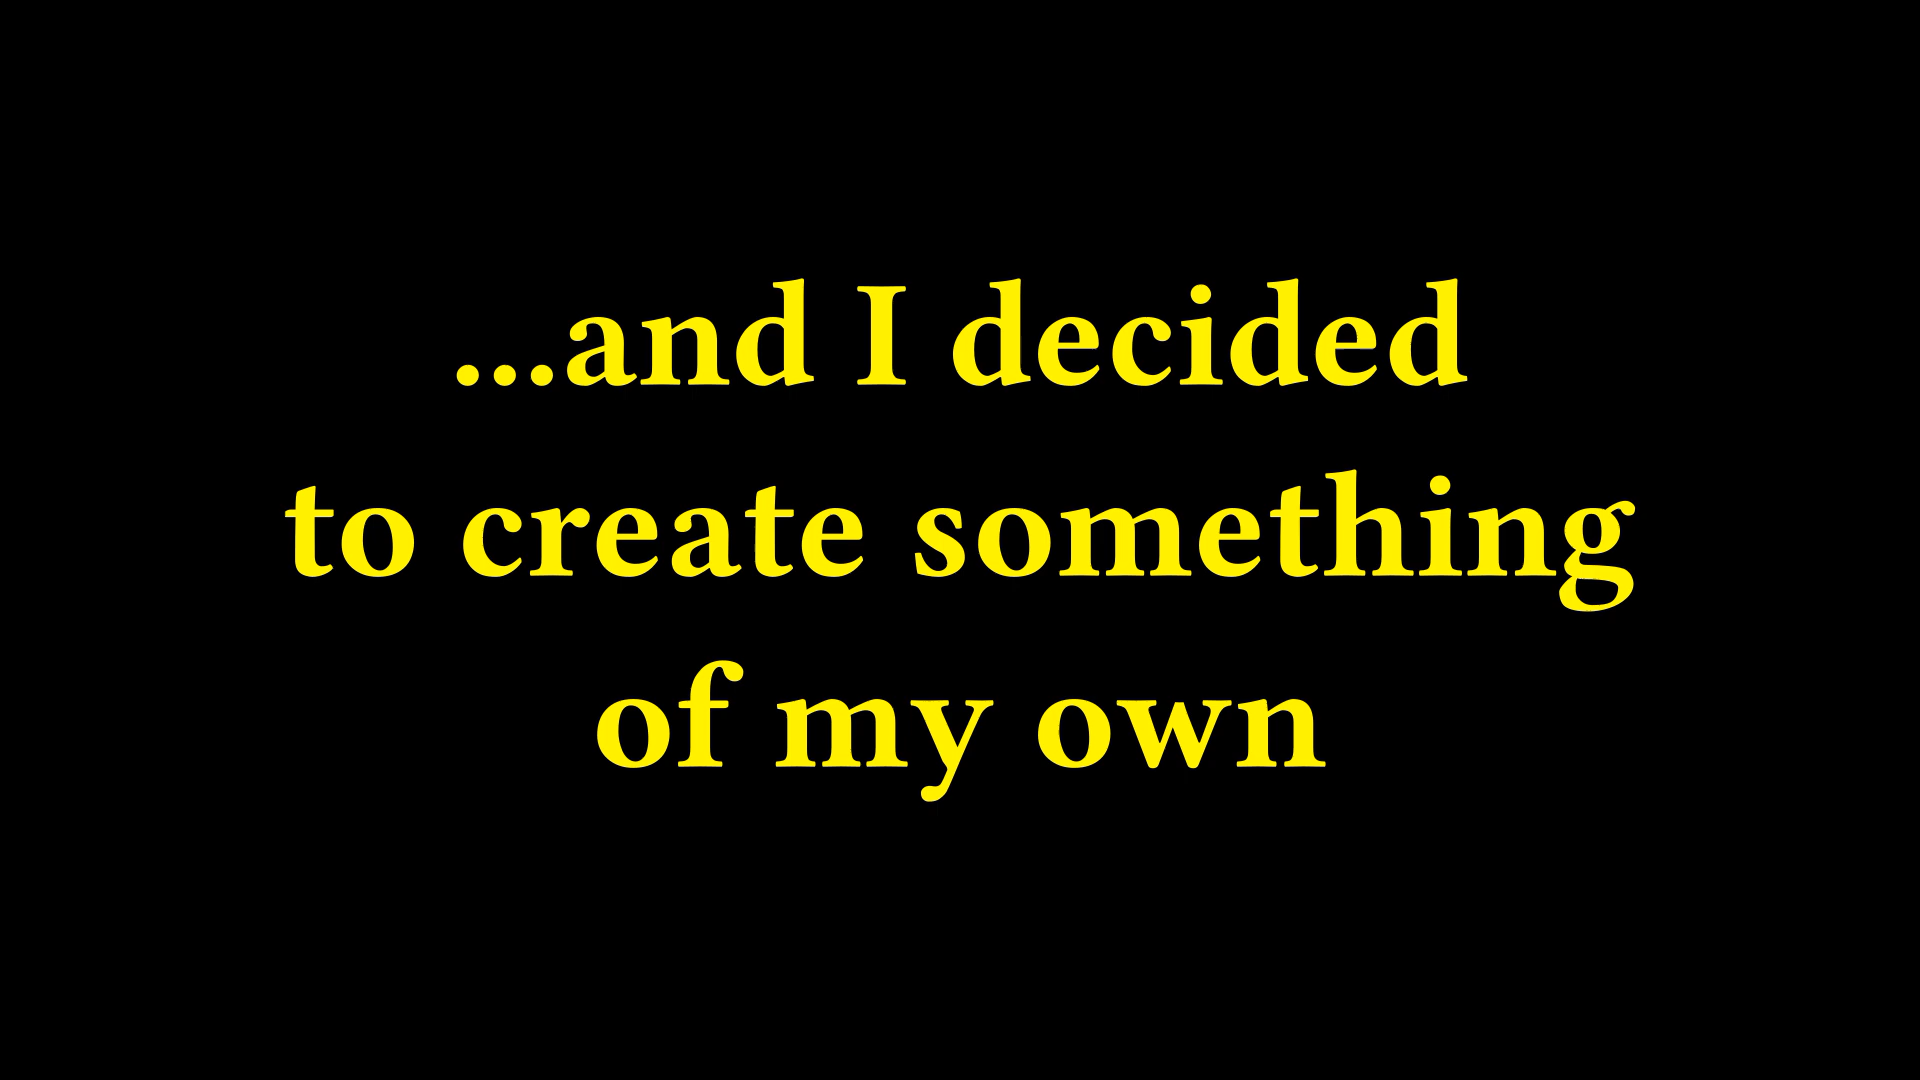 ...and I decided
to create something
of my own